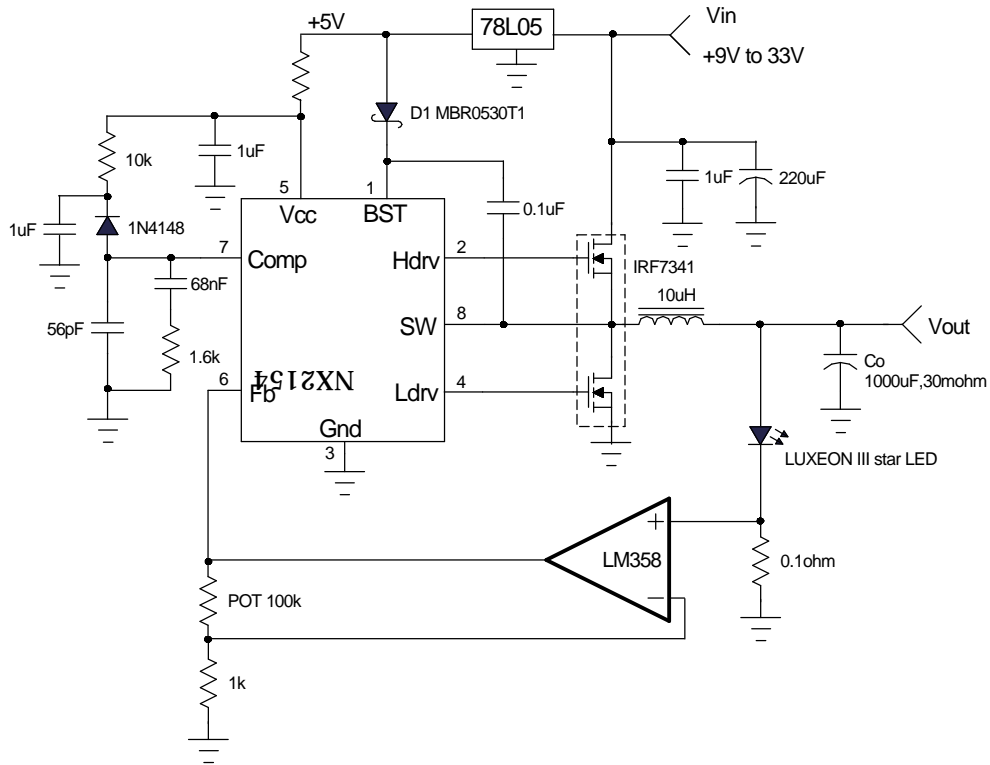 +5V
78L05
Vin
+9V to 33V
D1 MBR0530T1
10k
1uF
1uF
220uF
5
1
Vcc
BST
0.1uF
1uF
1N4148
7
Comp
2
Hdrv
IRF7341
68nF
10uH
56pF
8
SW
Vout
1.6k
Co
1000uF,30mohm
NX2154
6
Fb
4
Ldrv
Gnd
3
LUXEON III star LED
+
LM358
0.1ohm
−
POT 100k
1k